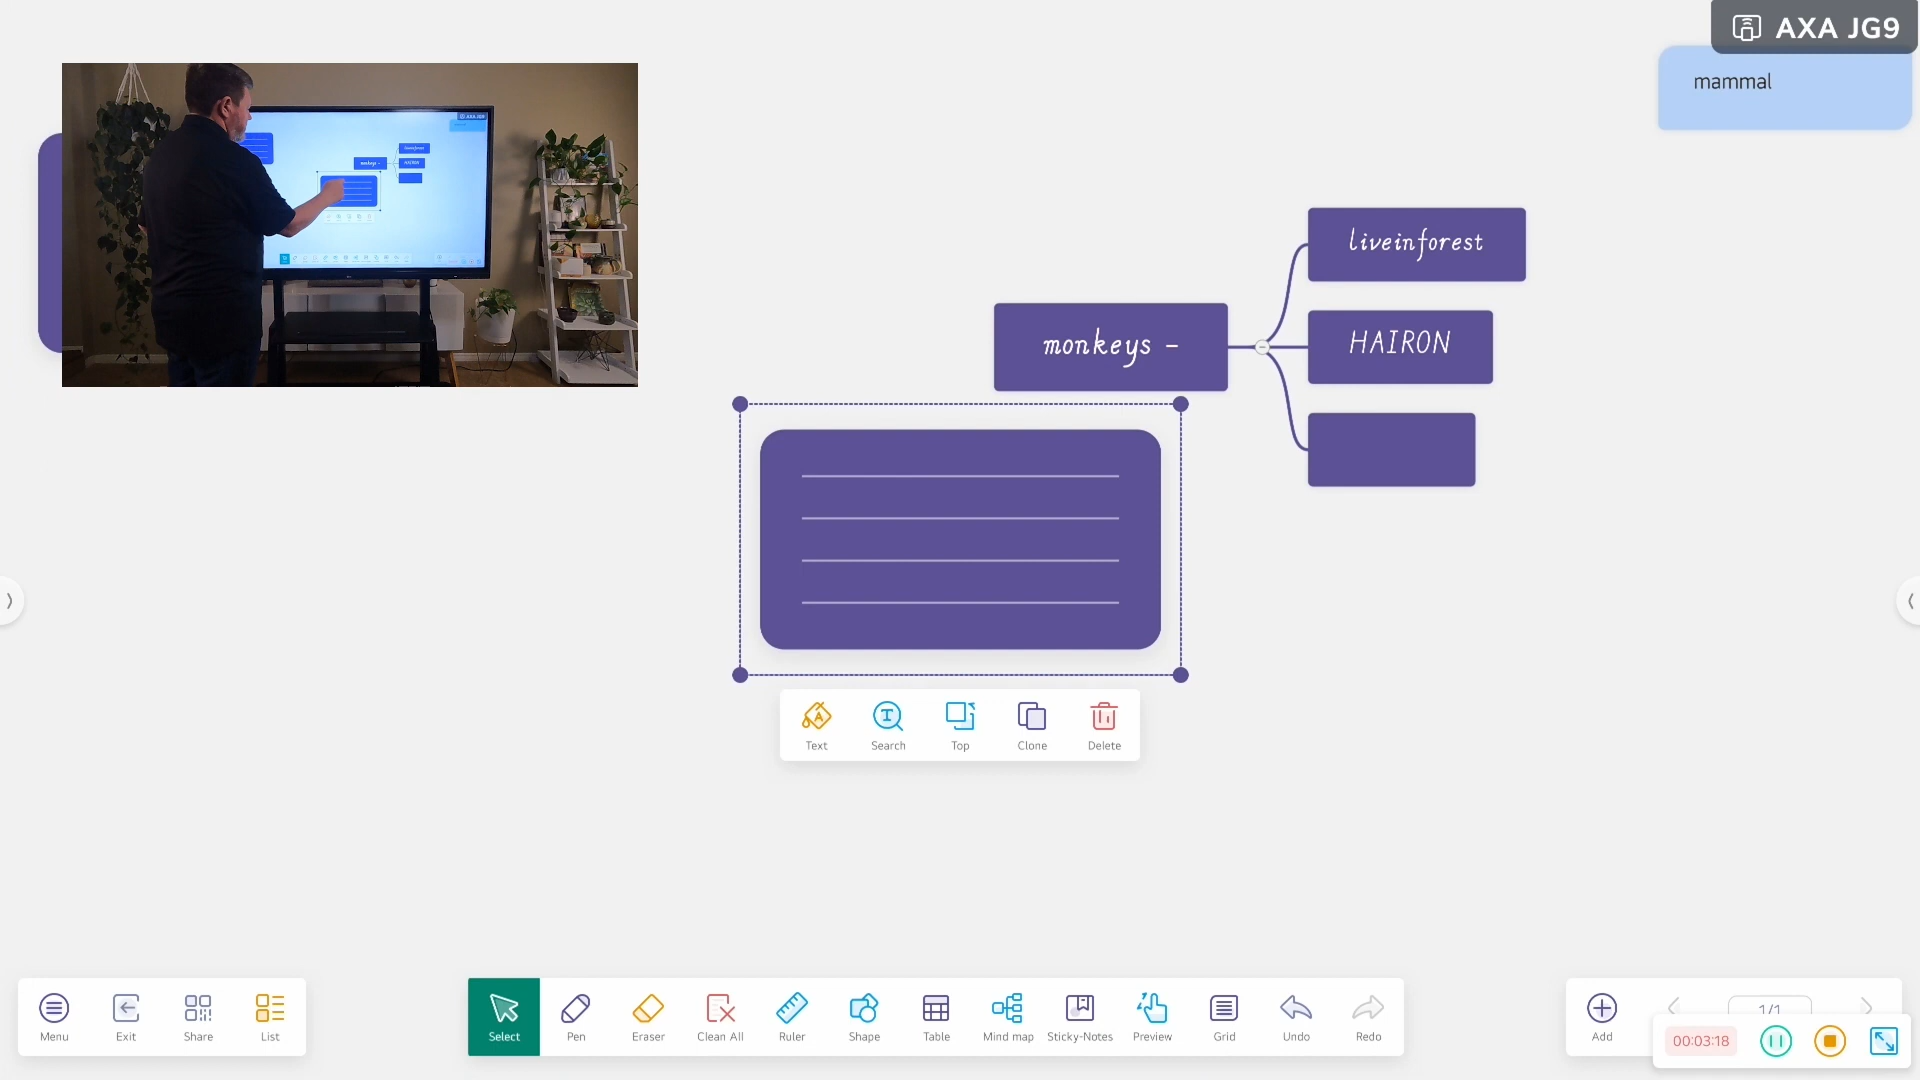 AXA JG9
mammal
liveinforest
monkeys -
HAIRON
Text
Search
Top
Clone
Delete
Menu
Exit
Share
List
Select
Pen
Eraser
Clean All
Ruler
Shape
Table
Mind map
Sticky-Notes
Preview
Grid
Undo
Redo
Add
1/1
00:03:18